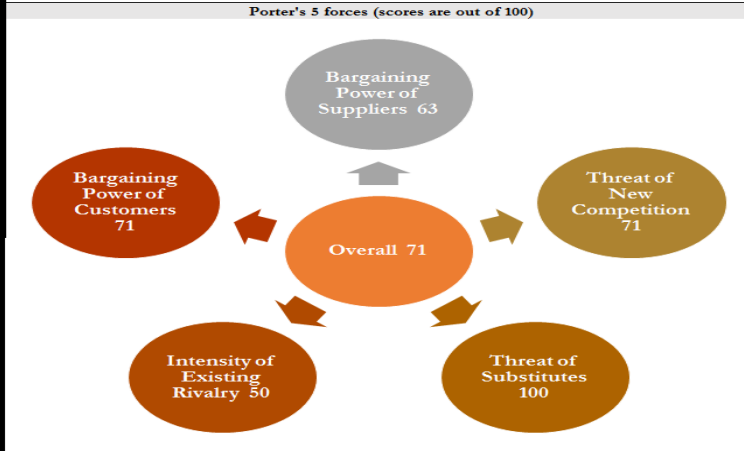 Porter's 5 forces (scores are out of 100)
Bargaining
Power of
Suppliers 63
Bargaining
Power of
Customers
71
Threat of
New
Competition
71
Overall 71
Intensity of
Existing
Rivalry 50
Threat of
Substitutes
100